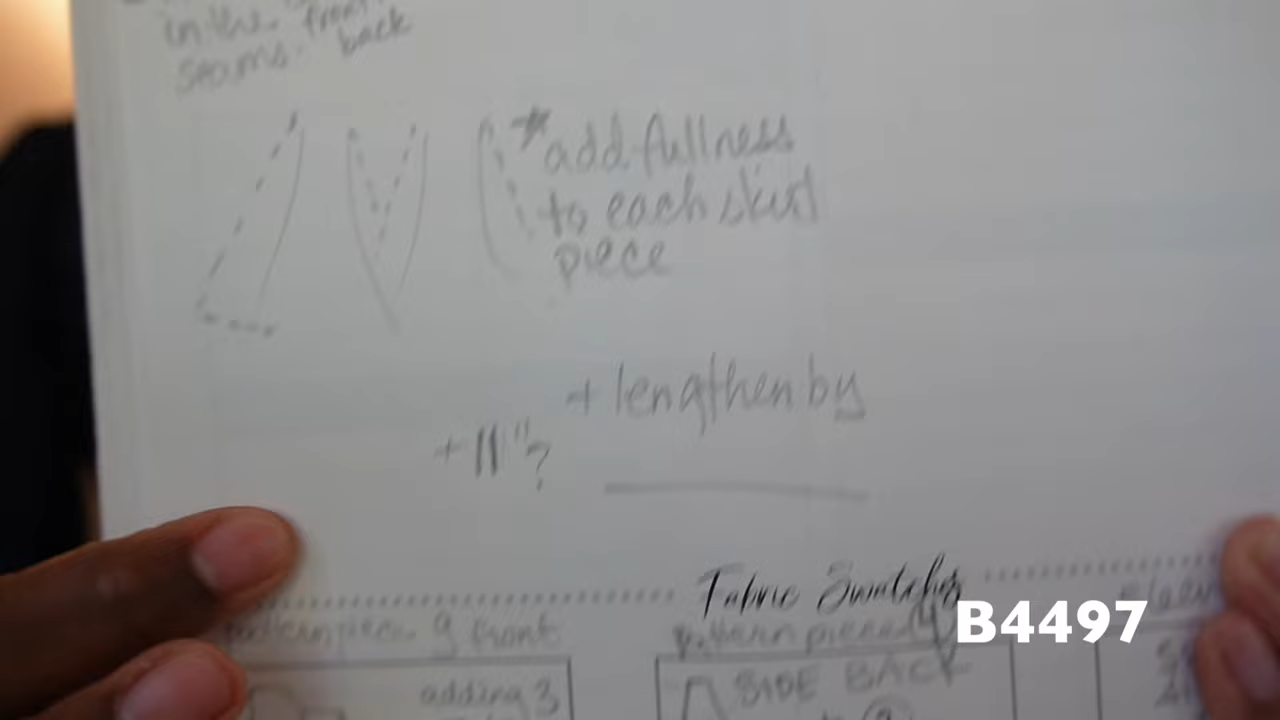 in the front
seams. back
* add fullness
to each skirt
piece
+ lengthen by
+ 11"?
Fabric Swatches
B4497
pattern piece 9 front
pattern piece (4)
adding 3
SIDE BACK